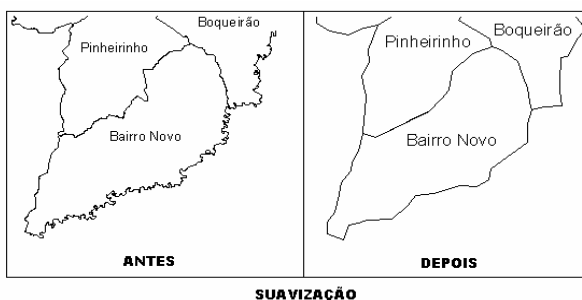 Boqueirão
Pinheirinho
Bairro Novo
ANTES
Boqueirão
Pinheirinho
Bairro Novo
DEPOIS
SUAVIZAÇÃO